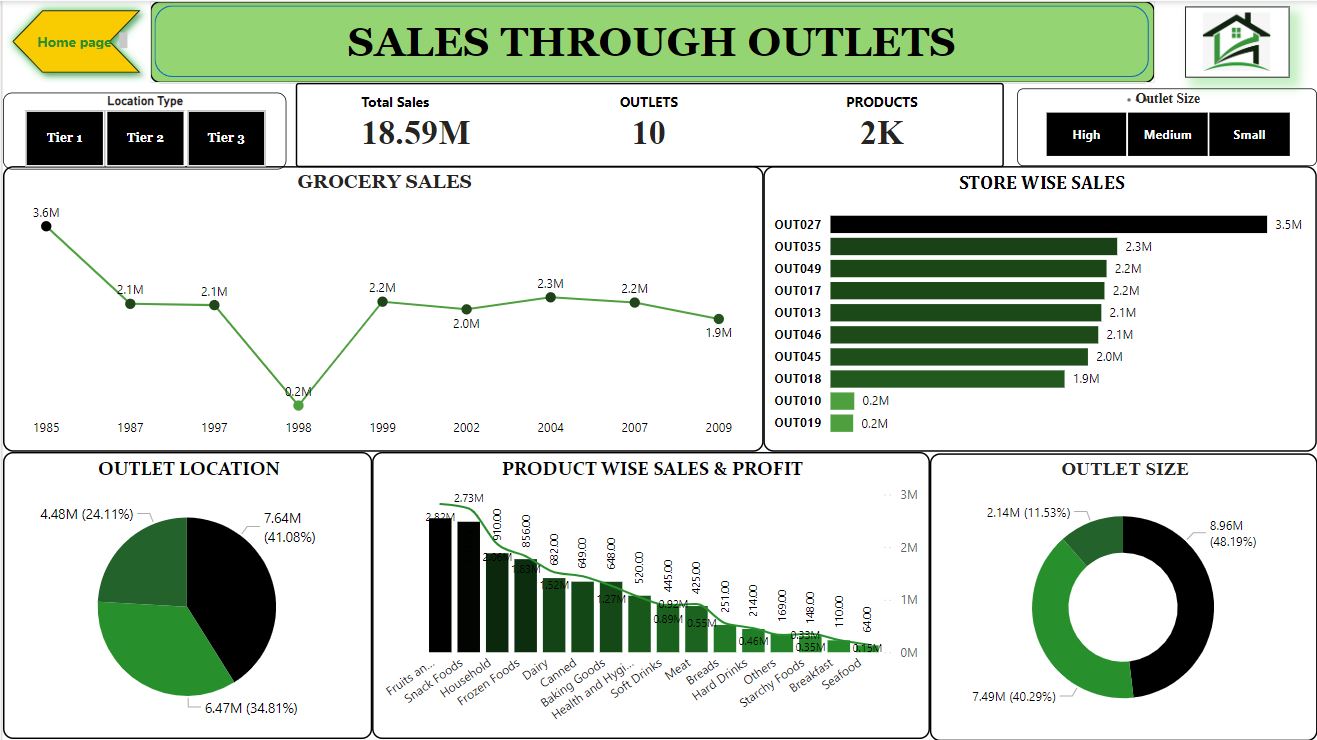 Home page
SALES THROUGH OUTLETS
Location Type
Tier 1
Tier 2
Tier 3
Total Sales
18.59M
OUTLETS
10
PRODUCTS
2K
Outlet Size
High
Medium
Small
GROCERY SALES
3.6M
2.1M
2.1M
0.2M
2.2M
2.0M
2.3M
2.2M
1.9M
1985
1987
1997
1998
1999
2002
2004
2007
2009
STORE WISE SALES
OUT027 3.5M
OUT035 2.3M
OUT049 2.2M
OUT017 2.2M
OUT013 2.1M
OUT046 2.1M
OUT045 2.0M
OUT018 1.9M
OUT010 0.2M
OUT019 0.2M
OUTLET LOCATION
4.48M (24.11%)
7.64M
(41.08%)
6.47M (34.81%)
PRODUCT WISE SALES & PROFIT
3M
2M
1M
0M
2.82M
2.73M
910.00
856.00
682.00
649.00
648.00
520.00
445.00
425.00
251.00
214.00
169.00
148.00
110.00
64.00
1.83M
1.52M
1.27M
0.92M
0.89M
0.55M
0.46M
0.33M
0.35M
0.15M
Fruits an...
Snack Foods
Household
Frozen Foods
Dairy
Canned
Baking Goods
Health and Hygi...
Soft Drinks
Meat
Breads
Hard Drinks
Others
Starchy Foods
Breakfast
Seafood
OUTLET SIZE
2.14M (11.53%)
8.96M
(48.19%)
7.49M (40.29%)